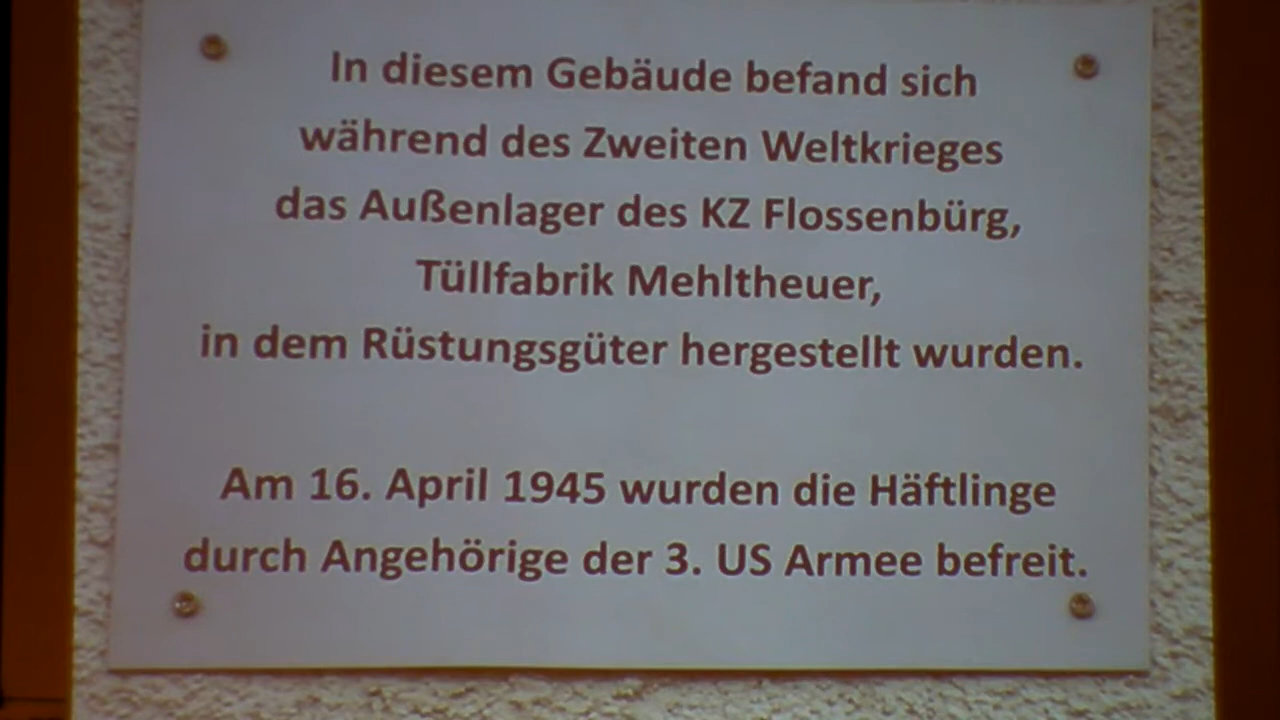 In diesem Gebäude befand sich
während des Zweiten Weltkrieges
das Außenlager des KZ Flossenbürg,
Tüllfabrik Mehltheuer,
in dem Rüstungsgüter hergestellt wurden.
Am 16. April 1945 wurden die Häftlinge
durch Angehörige der 3. US Armee befreit.